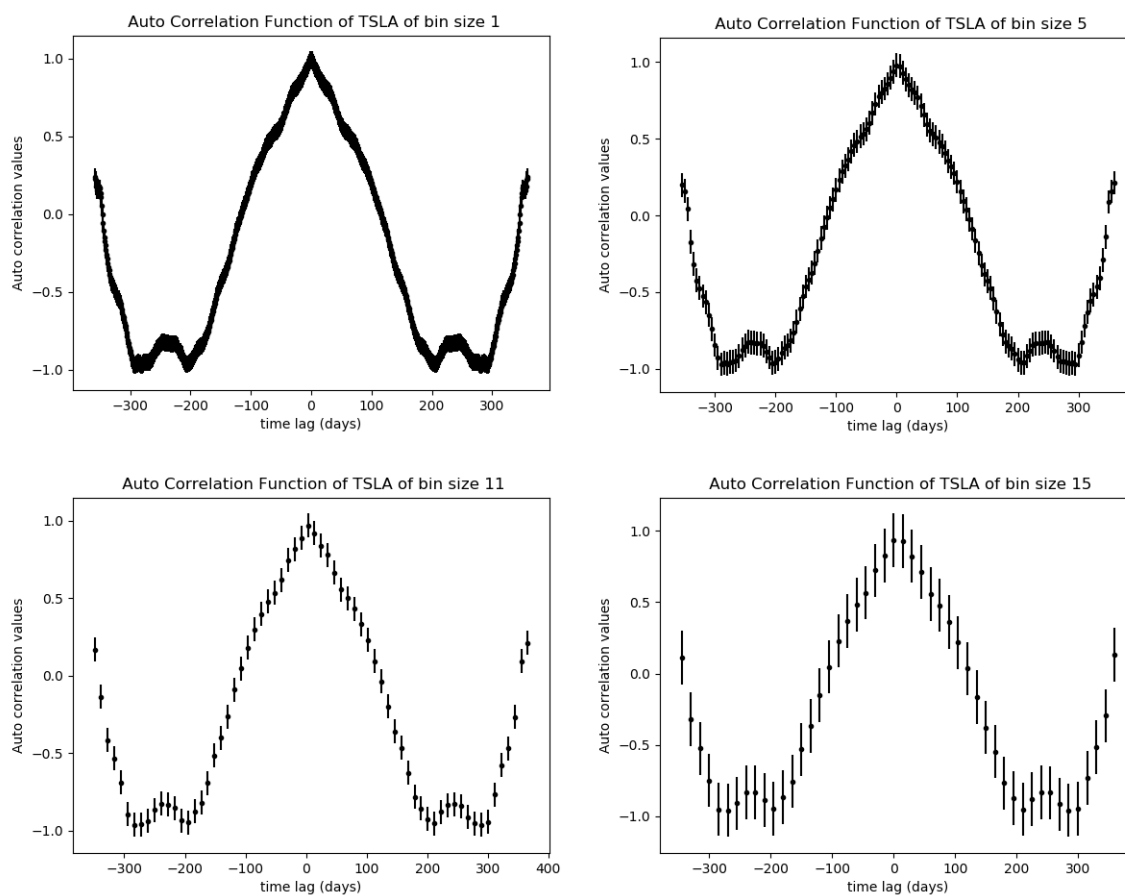 Auto Correlation Function of TSLA of bin size 1
Auto correlation values
1.0
0.5
0.0
−0.5
−1.0
−300 −200 −100 0 100 200 300
time lag (days)
Auto Correlation Function of TSLA of bin size 5
Auto correlation values
1.0
0.5
0.0
−0.5
−1.0
−300 −200 −100 0 100 200 300
time lag (days)
Auto Correlation Function of TSLA of bin size 11
Auto correlation values
1.0
0.5
0.0
−0.5
−1.0
−300 −200 −100 0 100 200 300 400
time lag (days)
Auto Correlation Function of TSLA of bin size 15
Auto correlation values
1.0
0.5
0.0
−0.5
−1.0
−300 −200 −100 0 100 200 300
time lag (days)